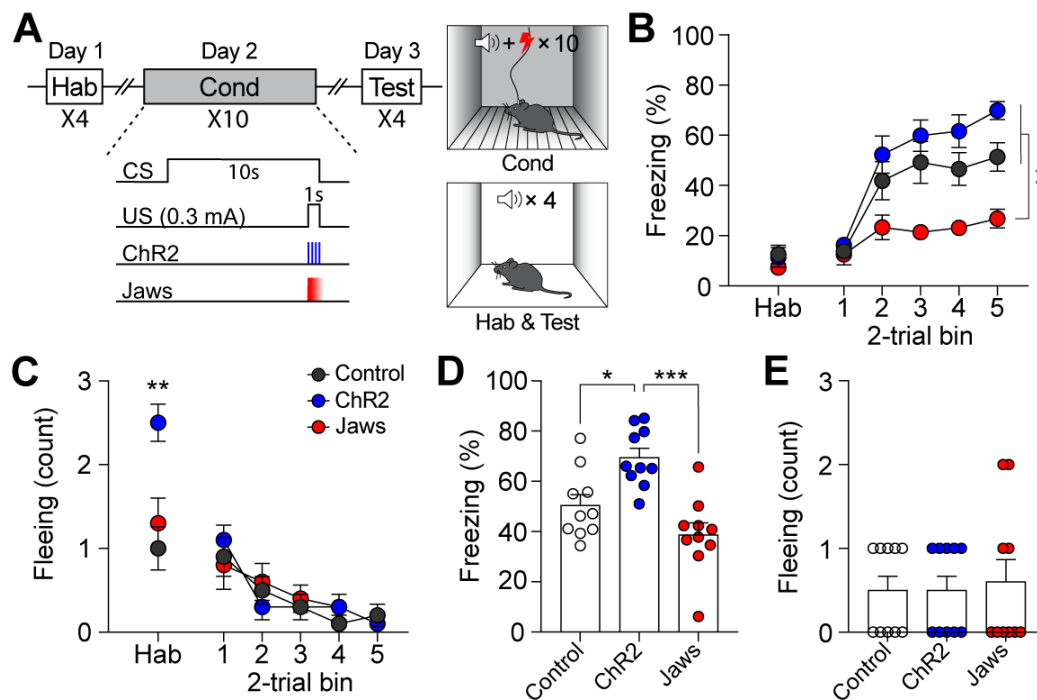 A
Day 1
Day 2
Day 3
Hab
Cond
Test
X4
X10
X4
CS
10s
1s
US (0.3 mA)
ChR2
Jaws
+ × 10
Cond
× 4
Hab & Test
B
Freezing (%)
100
80
60
40
20
0
Hab
1 2 3 4 5
2-trial bin
C
Fleeing (count)
3
2
1
0
**
Control
ChR2
Jaws
Hab
1 2 3 4 5
2-trial bin
D
Freezing (%)
100
80
60
40
20
0
* ***
Control
ChR2
Jaws
E
Fleeing (count)
3
2
1
0
Control
ChR2
Jaws